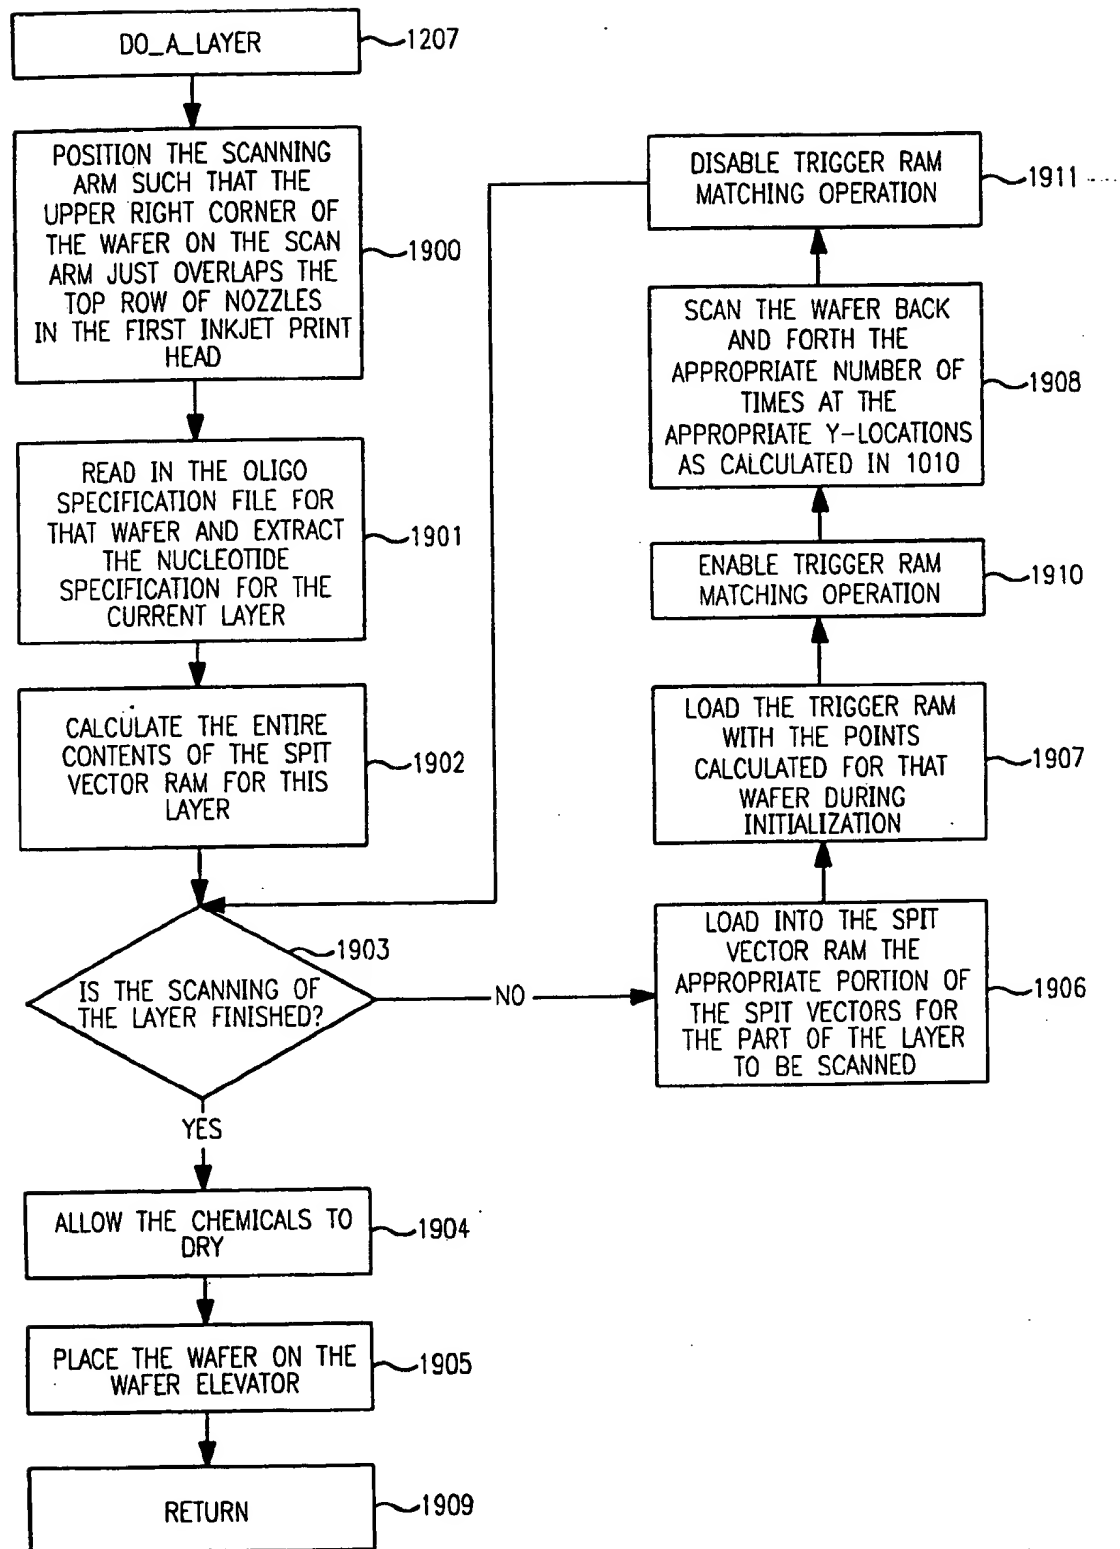 DO_A_LAYER
1207
POSITION THE SCANNING
ARM SUCH THAT THE
UPPER RIGHT CORNER OF
THE WAFER ON THE SCAN
ARM JUST OVERLAPS THE
TOP ROW OF NOZZLES
IN THE FIRST INKJET PRINT
HEAD
1900
READ IN THE OLIGO
SPECIFICATION FILE FOR
THAT WAFER AND EXTRACT
THE NUCLEOTIDE
SPECIFICATION FOR THE
CURRENT LAYER
1901
CALCULATE THE ENTIRE
CONTENTS OF THE SPIT
VECTOR RAM FOR THIS
LAYER
1902
IS THE SCANNING OF
THE LAYER FINISHED?
1903
NO
YES
LOAD INTO THE SPIT
VECTOR RAM THE
APPROPRIATE PORTION OF
THE SPIT VECTORS FOR
THE PART OF THE LAYER
TO BE SCANNED
1906
LOAD THE TRIGGER RAM
WITH THE POINTS
CALCULATED FOR THAT
WAFER DURING
INITIALIZATION
1907
ENABLE TRIGGER RAM
MATCHING OPERATION
1910
SCAN THE WAFER BACK
AND FORTH THE
APPROPRIATE NUMBER OF
TIMES AT THE
APPROPRIATE Y-LOCATIONS
AS CALCULATED IN 1010
1908
DISABLE TRIGGER RAM
MATCHING OPERATION
1911
ALLOW THE CHEMICALS TO
DRY
1904
PLACE THE WAFER ON THE
WAFER ELEVATOR
1905
RETURN
1909